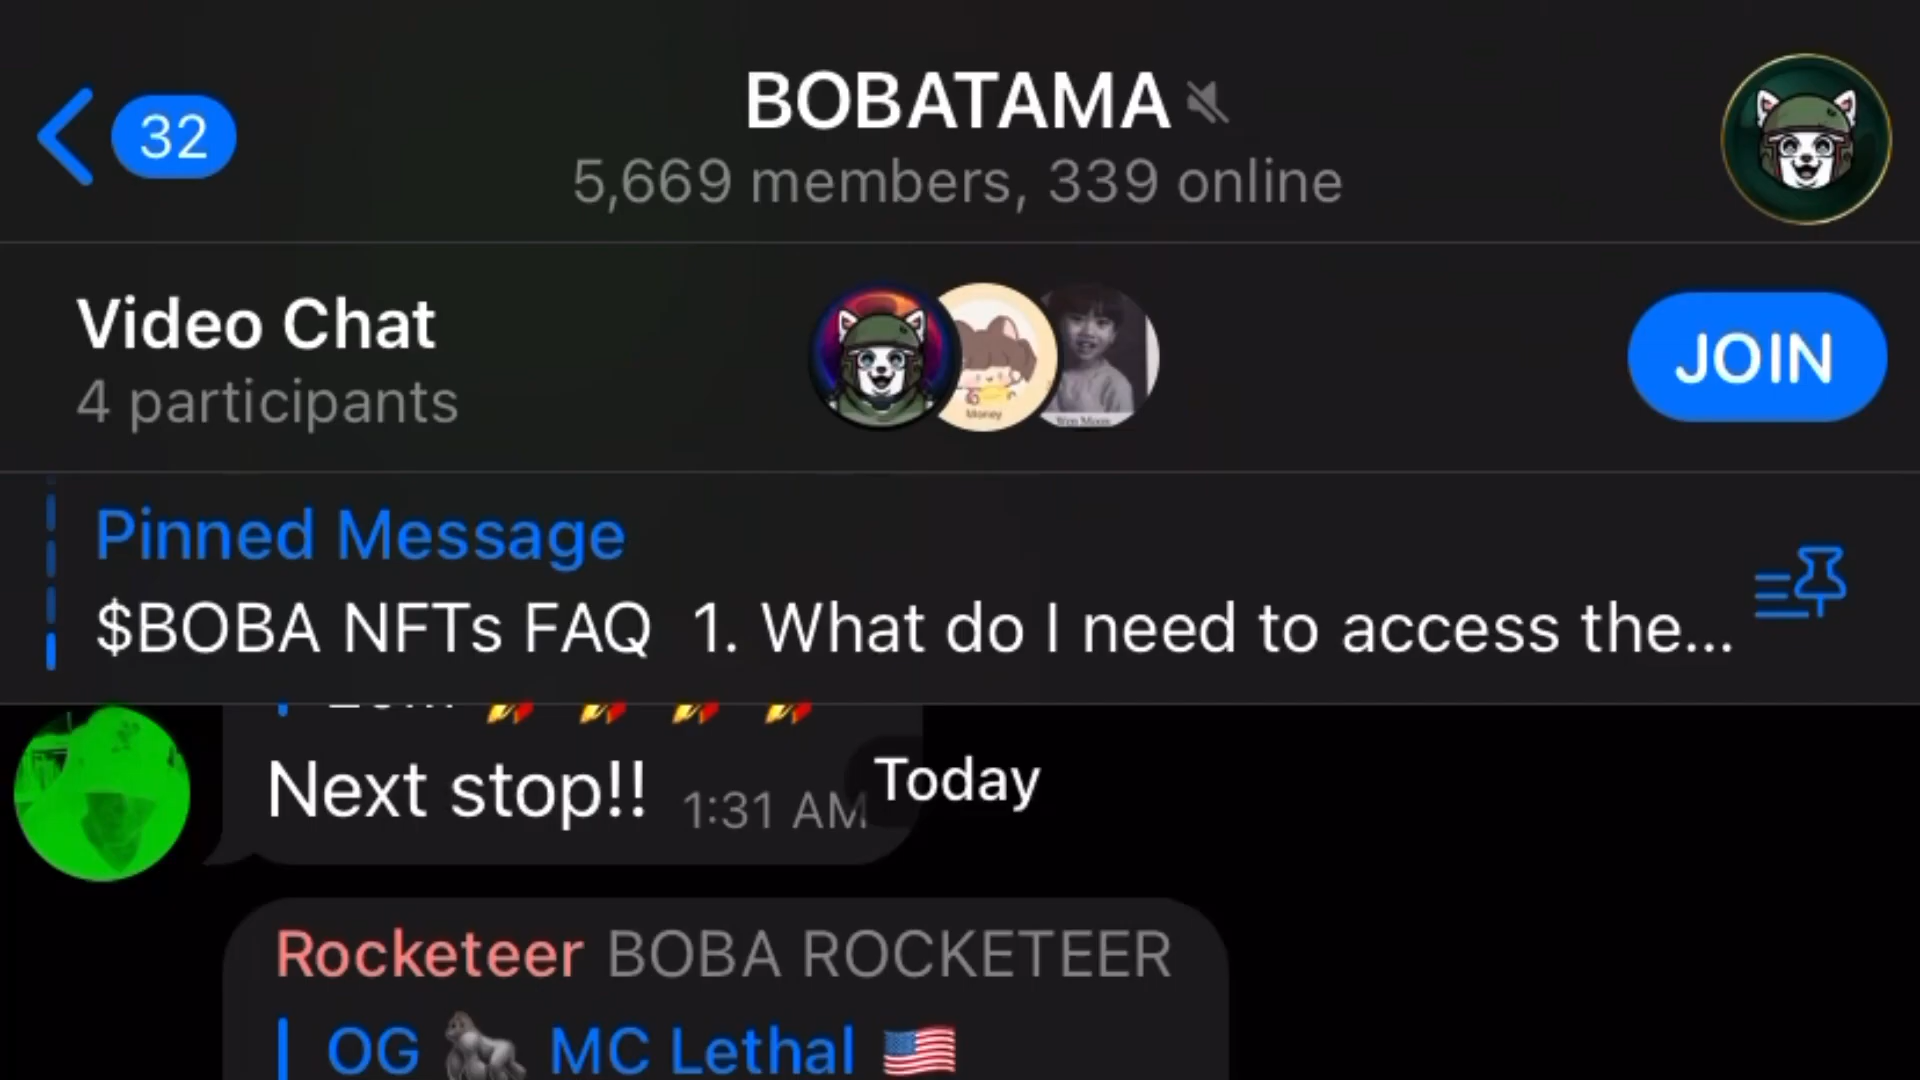 BOBATAMA
32
5,669 members, 339 online
Video Chat
4 participants
Money
JOIN
Pinned Message
$BOBA NFTs FAQ 1. What do I need to access the...
Next stop!! 1:31 AM
Today
Rocketeer BOBA ROCKETEER
OG 🦍 MC Lethal 🇺🇸